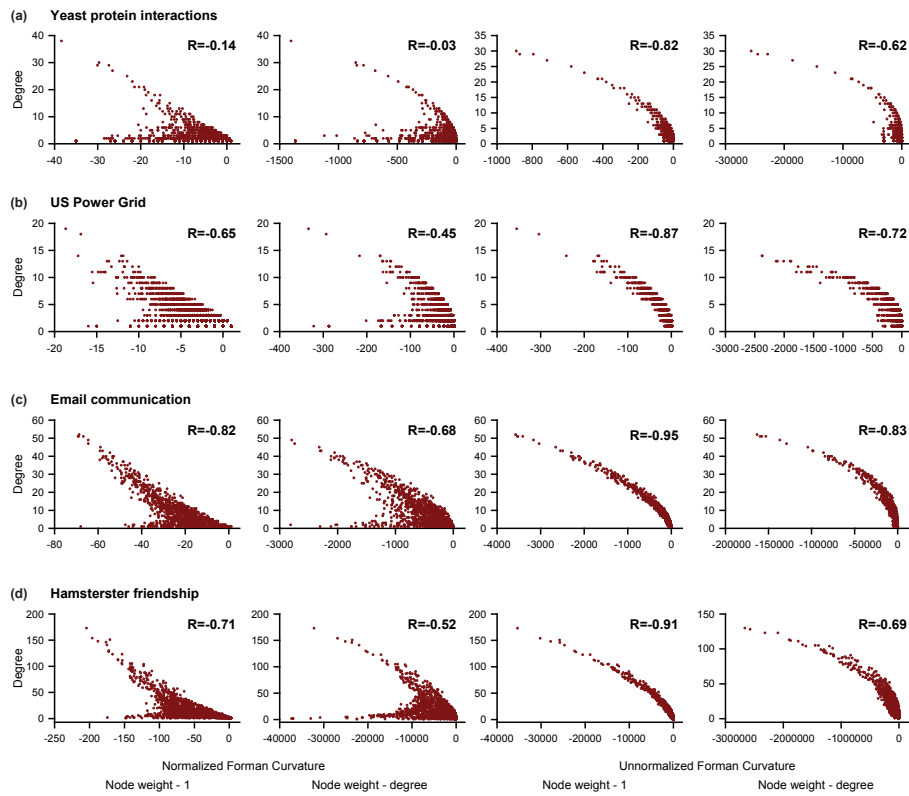 (a) Yeast protein interactions
R=-0.14 R=-0.03 R=-0.82 R=-0.62
Degree
40 30 20 10 0
-40 -30 -20 -10 0
40 30 20 10 0
-1500 -1000 -500 0
35 30 25 20 15 10 5 0
-1000 -800 -600 -400 -200 0
35 30 25 20 15 10 5 0
-30000 -20000 -10000 0
(b) US Power Grid
R=-0.65 R=-0.45 R=-0.87 R=-0.72
Degree
20 15 10 5 0
-20 -15 -10 -5 0
20 15 10 5 0
-400 -300 -200 -100 0
20 15 10 5 0
-400 -300 -200 -100 0
20 15 10 5 0
-3000 -2500 -2000 -1500 -1000 -500 0
(c) Email communication
R=-0.82 R=-0.68 R=-0.95 R=-0.83
Degree
60 50 40 30 20 10 0
-80 -60 -40 -20 0
60 50 40 30 20 10 0
-3000 -2000 -1000 0
60 50 40 30 20 10 0
-4000 -3000 -2000 -1000 0
60 50 40 30 20 10 0
-200000 -150000 -100000 -50000 0
(d) Hamsterster friendship
R=-0.71 R=-0.52 R=-0.91 R=-0.69
Degree
200 150 100 50 0
-250 -200 -150 -100 -50 0
200 150 100 50 0
-40000 -30000 -20000 -10000 0
200 150 100 50 0
-40000 -30000 -20000 -10000 0
150 100 50 0
-3000000 -2000000 -1000000 0
Normalized Forman Curvature Unnormalized Forman Curvature
Node weight - 1 Node weight - degree Node weight - 1 Node weight - degree